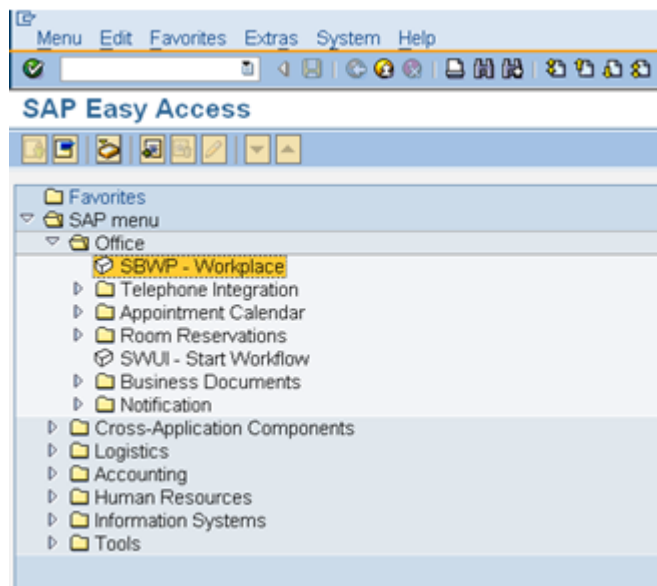 Menu Edit Favorites Extras System Help
SAP Easy Access
Favorites
SAP menu
Office
SBWP - Workplace
Telephone Integration
Appointment Calendar
Room Reservations
SWUI - Start Workflow
Business Documents
Notification
Cross-Application Components
Logistics
Accounting
Human Resources
Information Systems
Tools